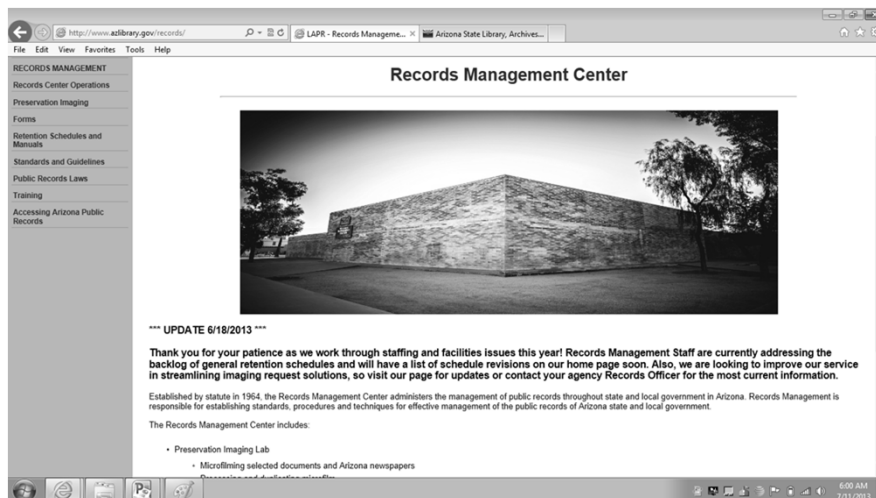 http://www.azlibrary.gov/records/
LAPR - Records Manageme...
Arizona State Library, Archives...
File Edit View Favorites Tools Help
RECORDS MANAGEMENT
Records Center Operations
Preservation Imaging
Forms
Retention Schedules and
Manuals
Standards and Guidelines
Public Records Laws
Training
Accessing Arizona Public
Records
Records Management Center
*** UPDATE 6/18/2013 ***
Thank you for your patience as we work through staffing and facilities issues this year! Records Management Staff are currently addressing the
backlog of general retention schedules and will have a list of schedule revisions on our home page soon. Also, we are looking to improve our service
in streamlining imaging request solutions, so visit our page for updates or contact your agency Records Officer for the most current information.
Established by statute in 1964, the Records Management Center administers the management of public records throughout state and local government in Arizona. Records Management is
responsible for establishing standards, procedures and techniques for effective management of the public records of Arizona state and local government.
The Records Management Center includes:
• Preservation Imaging Lab
• Microfilming selected documents and Arizona newspapers
6:00 AM
7/11/2013